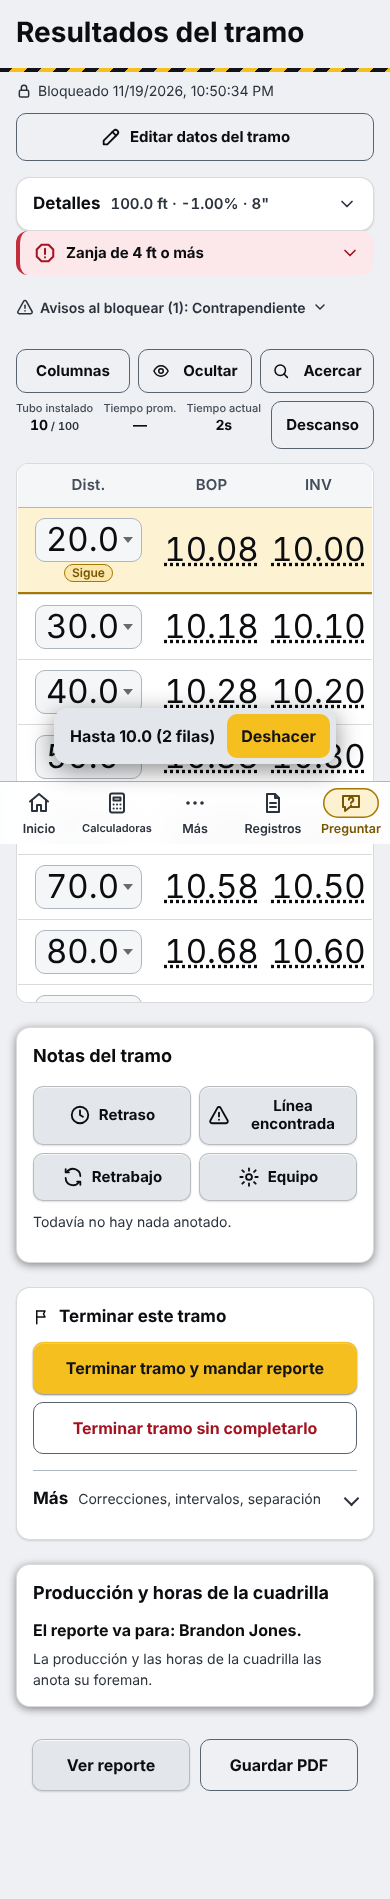 Resultados del tramo
Bloqueado 11/19/2026, 10:50:34 PM
Editar datos del tramo
Detalles 100.0 ft · -1.00% · 8"
Zanja de 4 ft o más
Avisos al bloquear (1): Contrapendiente
Columnas Ocultar Acercar
Tubo instalado Tiempo prom. Tiempo actual
10 / 100 — 2s
Descanso
Dist. BOP INV
20.0 10.08 10.00
Sigue
30.0 10.18 10.10
40.0 10.28 10.20
Hasta 10.0 (2 filas) Deshacer
Inicio Calculadoras Más Registros Preguntar
70.0 10.58 10.50
80.0 10.68 10.60
Notas del tramo
Retraso
Línea
encontrada
Retrabajo Equipo
Todavía no hay nada anotado.
Terminar este tramo
Terminar tramo y mandar reporte
Terminar tramo sin completarlo
Más Correcciones, intervalos, separación
Producción y horas de la cuadrilla
El reporte va para: Brandon Jones.
La producción y las horas de la cuadrilla las
anota su foreman.
Ver reporte Guardar PDF